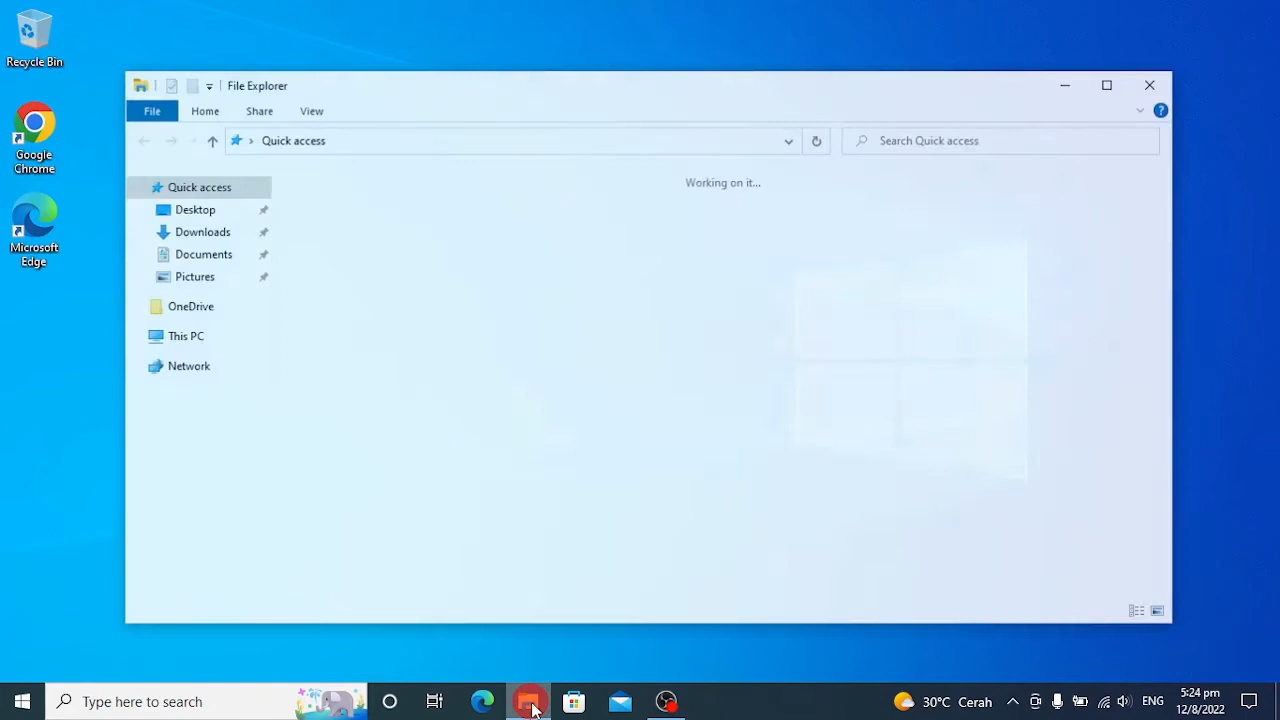 Recycle Bin
Google
Chrome
Microsoft
Edge
File Explorer
File
Home
Share
View
?
Quick access
Search Quick access
Quick access
Desktop
Downloads
Documents
Pictures
OneDrive
This PC
Network
Working on it...
Type here to search
30°C Cerah
ENG
5:24 pm
12/8/2022